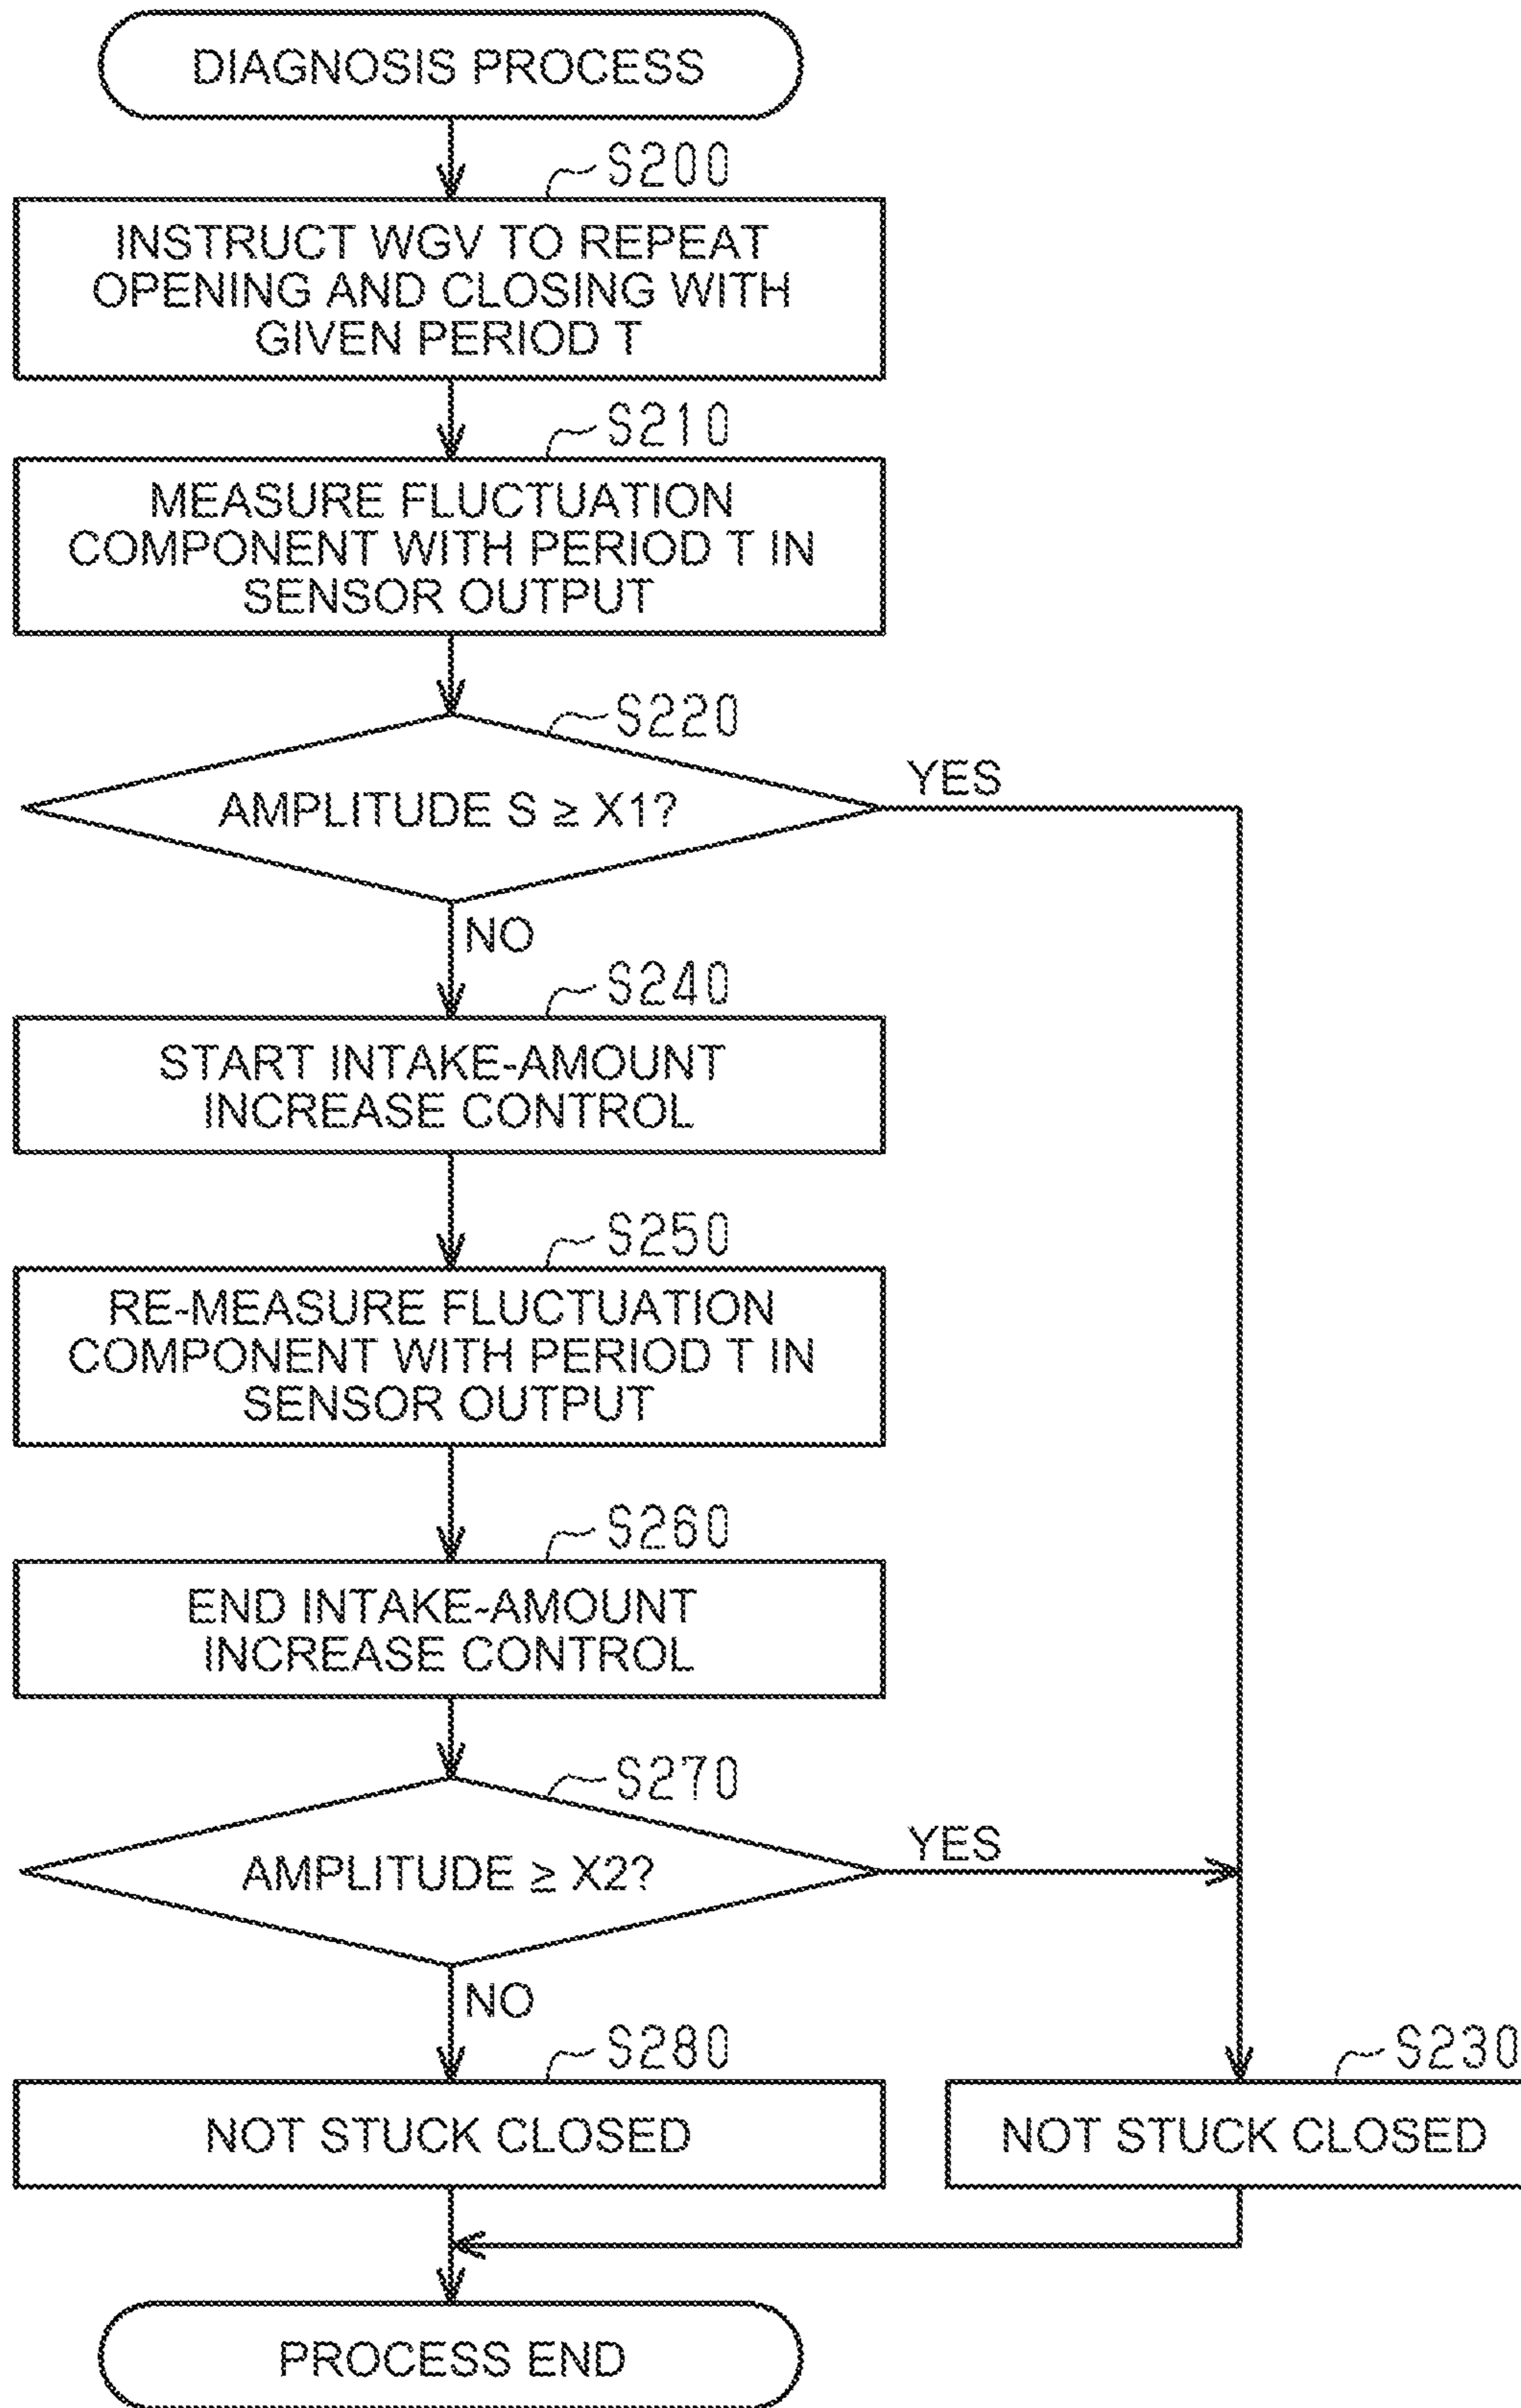 DIAGNOSIS PROCESS
S200
INSTRUCT WGV TO REPEAT
OPENING AND CLOSING WITH
GIVEN PERIOD T
S210
MEASURE FLUCTUATION
COMPONENT WITH PERIOD T IN
SENSOR OUTPUT
S220
AMPLITUDE S ≥ X1?
YES
NO
S240
START INTAKE-AMOUNT
INCREASE CONTROL
S250
RE-MEASURE FLUCTUATION
COMPONENT WITH PERIOD T IN
SENSOR OUTPUT
S260
END INTAKE-AMOUNT
INCREASE CONTROL
S270
AMPLITUDE ≥ X2?
YES
NO
S280
NOT STUCK CLOSED
S230
NOT STUCK CLOSED
PROCESS END